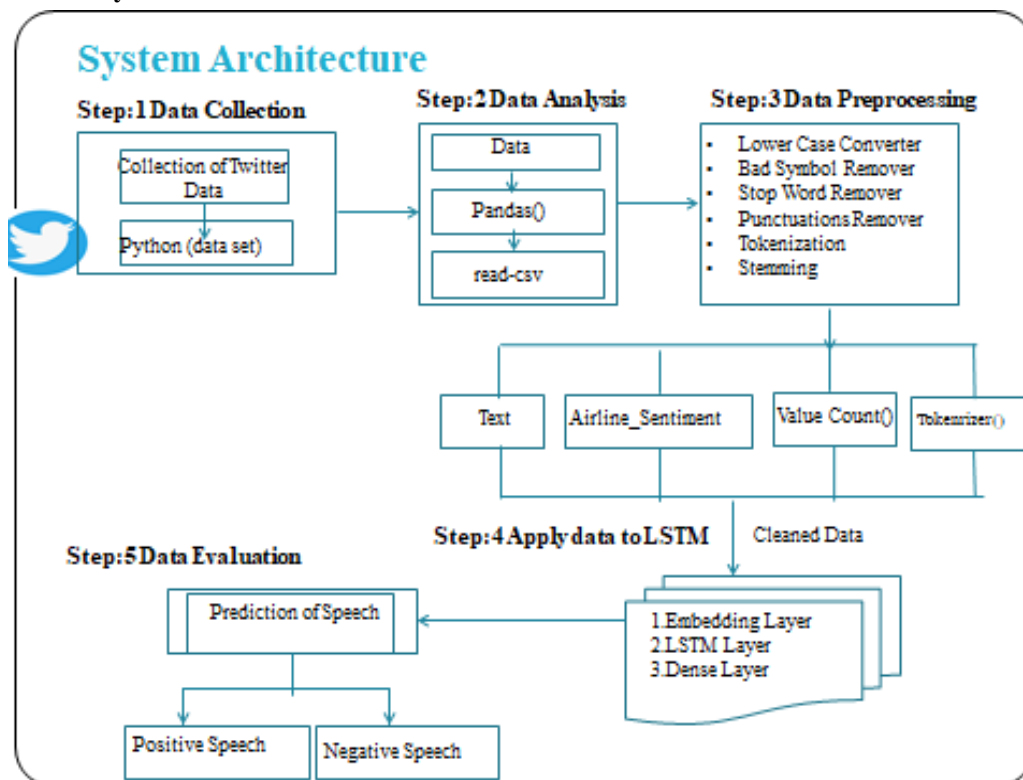 System Architecture
Step:1 Data Collection
Collection of Twitter
Data
Python (data set)
Step:2 Data Analysis
Data
Pandas()
read-csv
Step:3 Data Preprocessing
• Lower Case Converter
• Bad Symbol Remover
• Stop Word Remover
• Punctuations Remover
• Tokenization
• Stemming
Text
Airline_Sentiment
Value Count()
Tokenrizer()
Step:4 Apply data to LSTM
Cleaned Data
1.Embedding Layer
2.LSTM Layer
3.Dense Layer
Step:5 Data Evaluation
Prediction of Speech
Positive Speech
Negative Speech